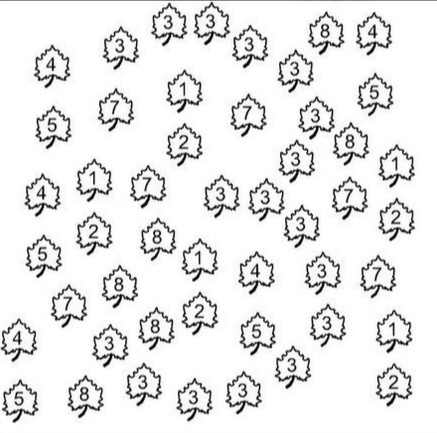 3 3
3 3 8 4
4 3
1 5
5 7 7 3
2 8
3 1
4 1 7 3 3 7
2 8 3 2
5 1
8 4 3 7
7 2
4 3 8 5 3 1
3
5 8 3 3 3 2